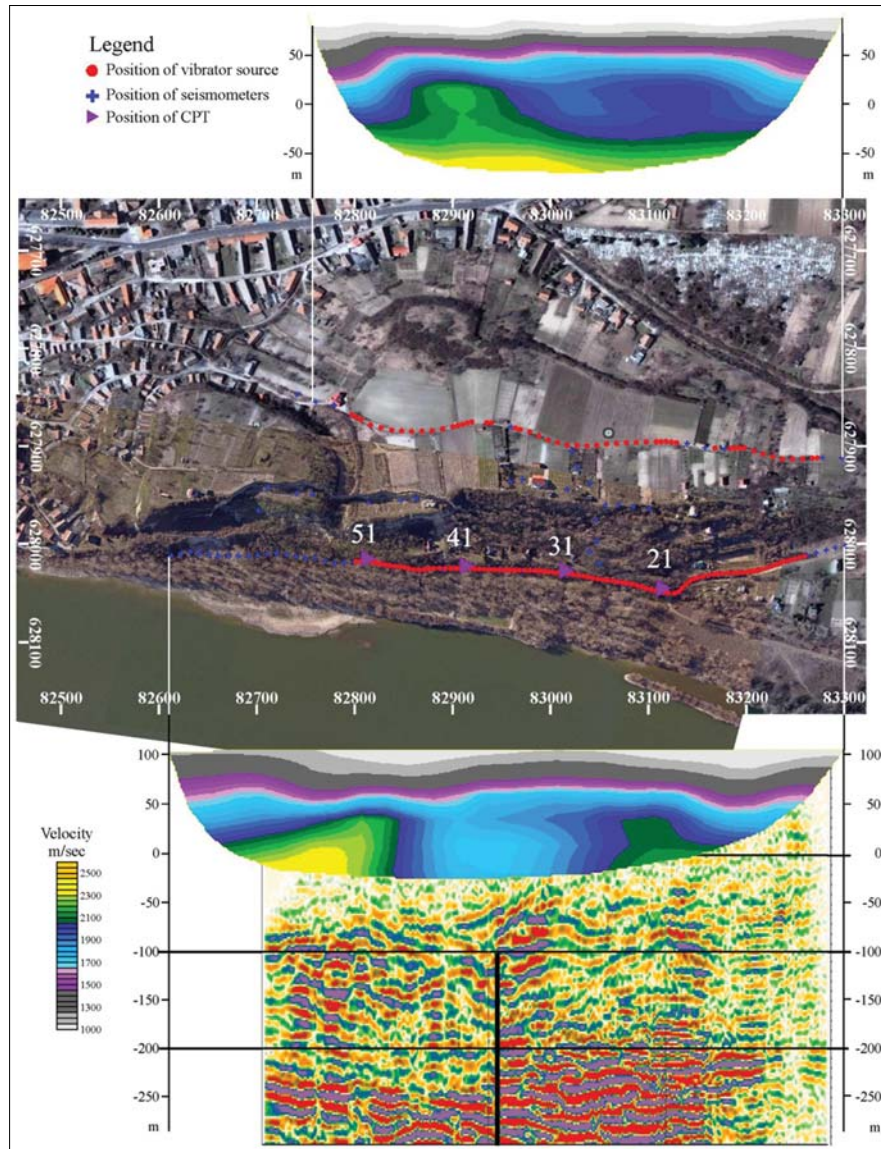 Legend
Position of vibrator source
Position of seismometers
Position of CPT
50 50
0 0
-50 -50
m m
82500 82600 82700 82800 82900 83000 83100 83200 83300
627700 627700
627800 627800
627900 627900
628000 628000
628100 628100
51 41 31 21
82500 82600 82700 82800 82900 83000 83100 83200 83300
100 100
50 50
0 0
-50 -50
-100 -100
-150 -150
-200 -200
-250 -250
m m
Velocity
m/sec
2500
2300
2100
1900
1700
1500
1300
1000